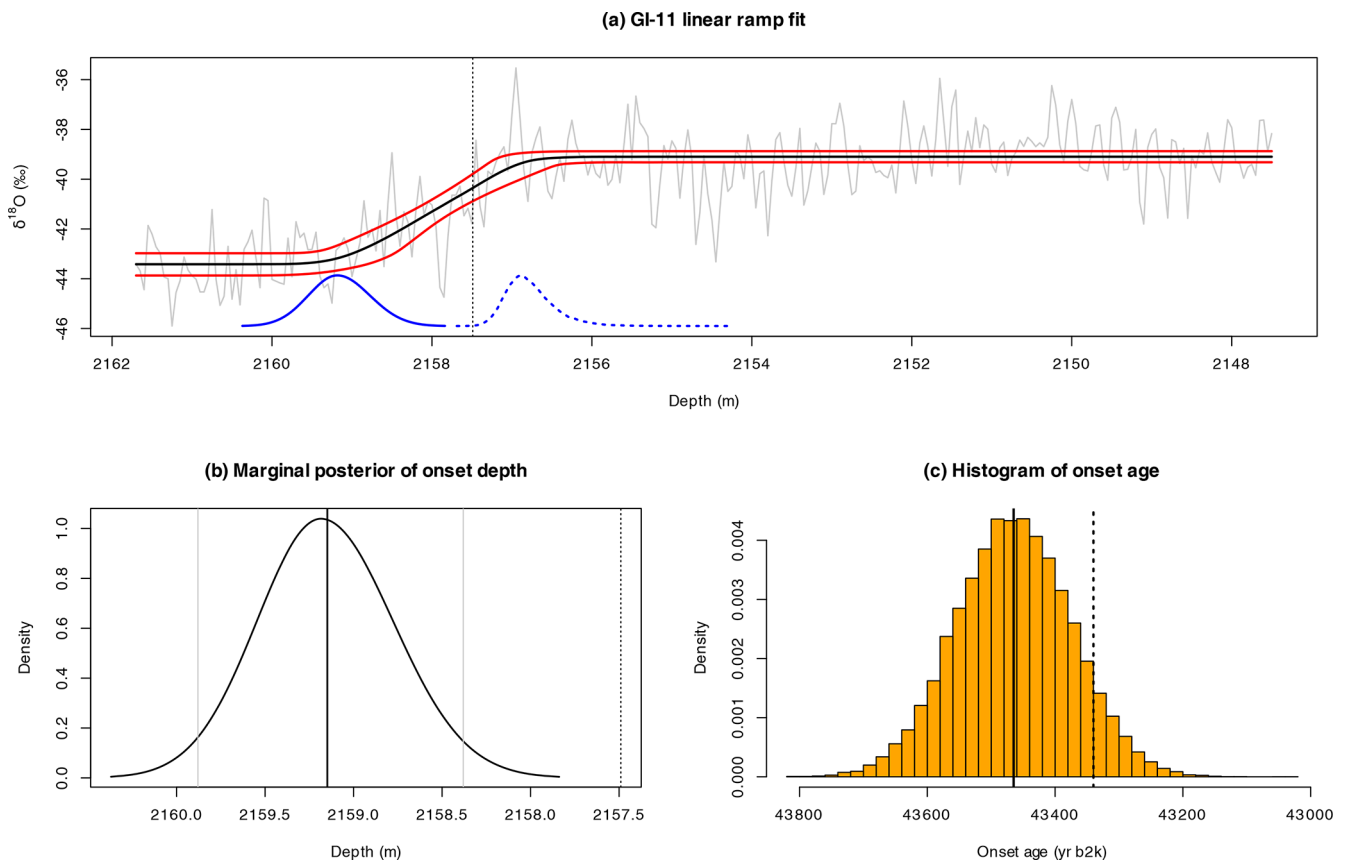 (a) GI-11 linear ramp fit
δ18O (‰)
-36
-38
-40
-42
-44
-46
2162 2160 2158 2156 2154 2152 2150 2148
Depth (m)
(b) Marginal posterior of onset depth
Density
1.0
0.8
0.6
0.4
0.2
0.0
2160.0 2159.5 2159.0 2158.5 2158.0 2157.5
Depth (m)
(c) Histogram of onset age
Density
0.004
0.003
0.002
0.001
0.000
43800 43600 43400 43200 43000
Onset age (yr b2k)